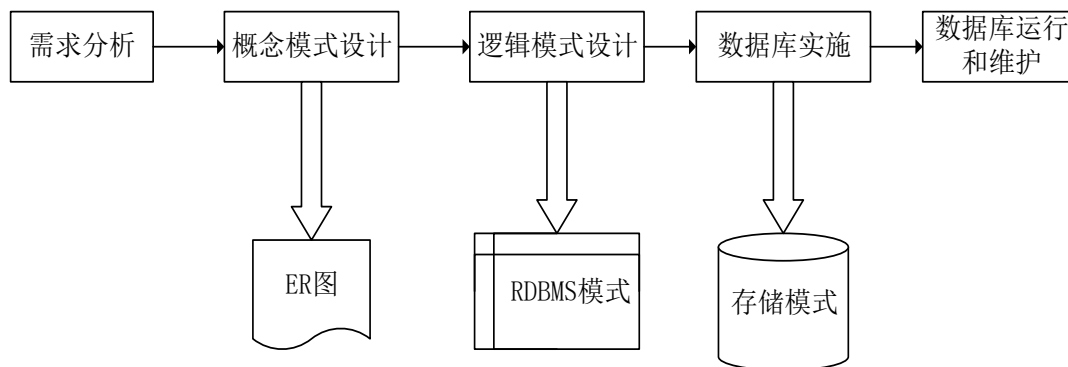 需求分析
概念模式设计
逻辑模式设计
数据库实施
数据库运行
和维护
ER图
RDBMS模式
存储模式